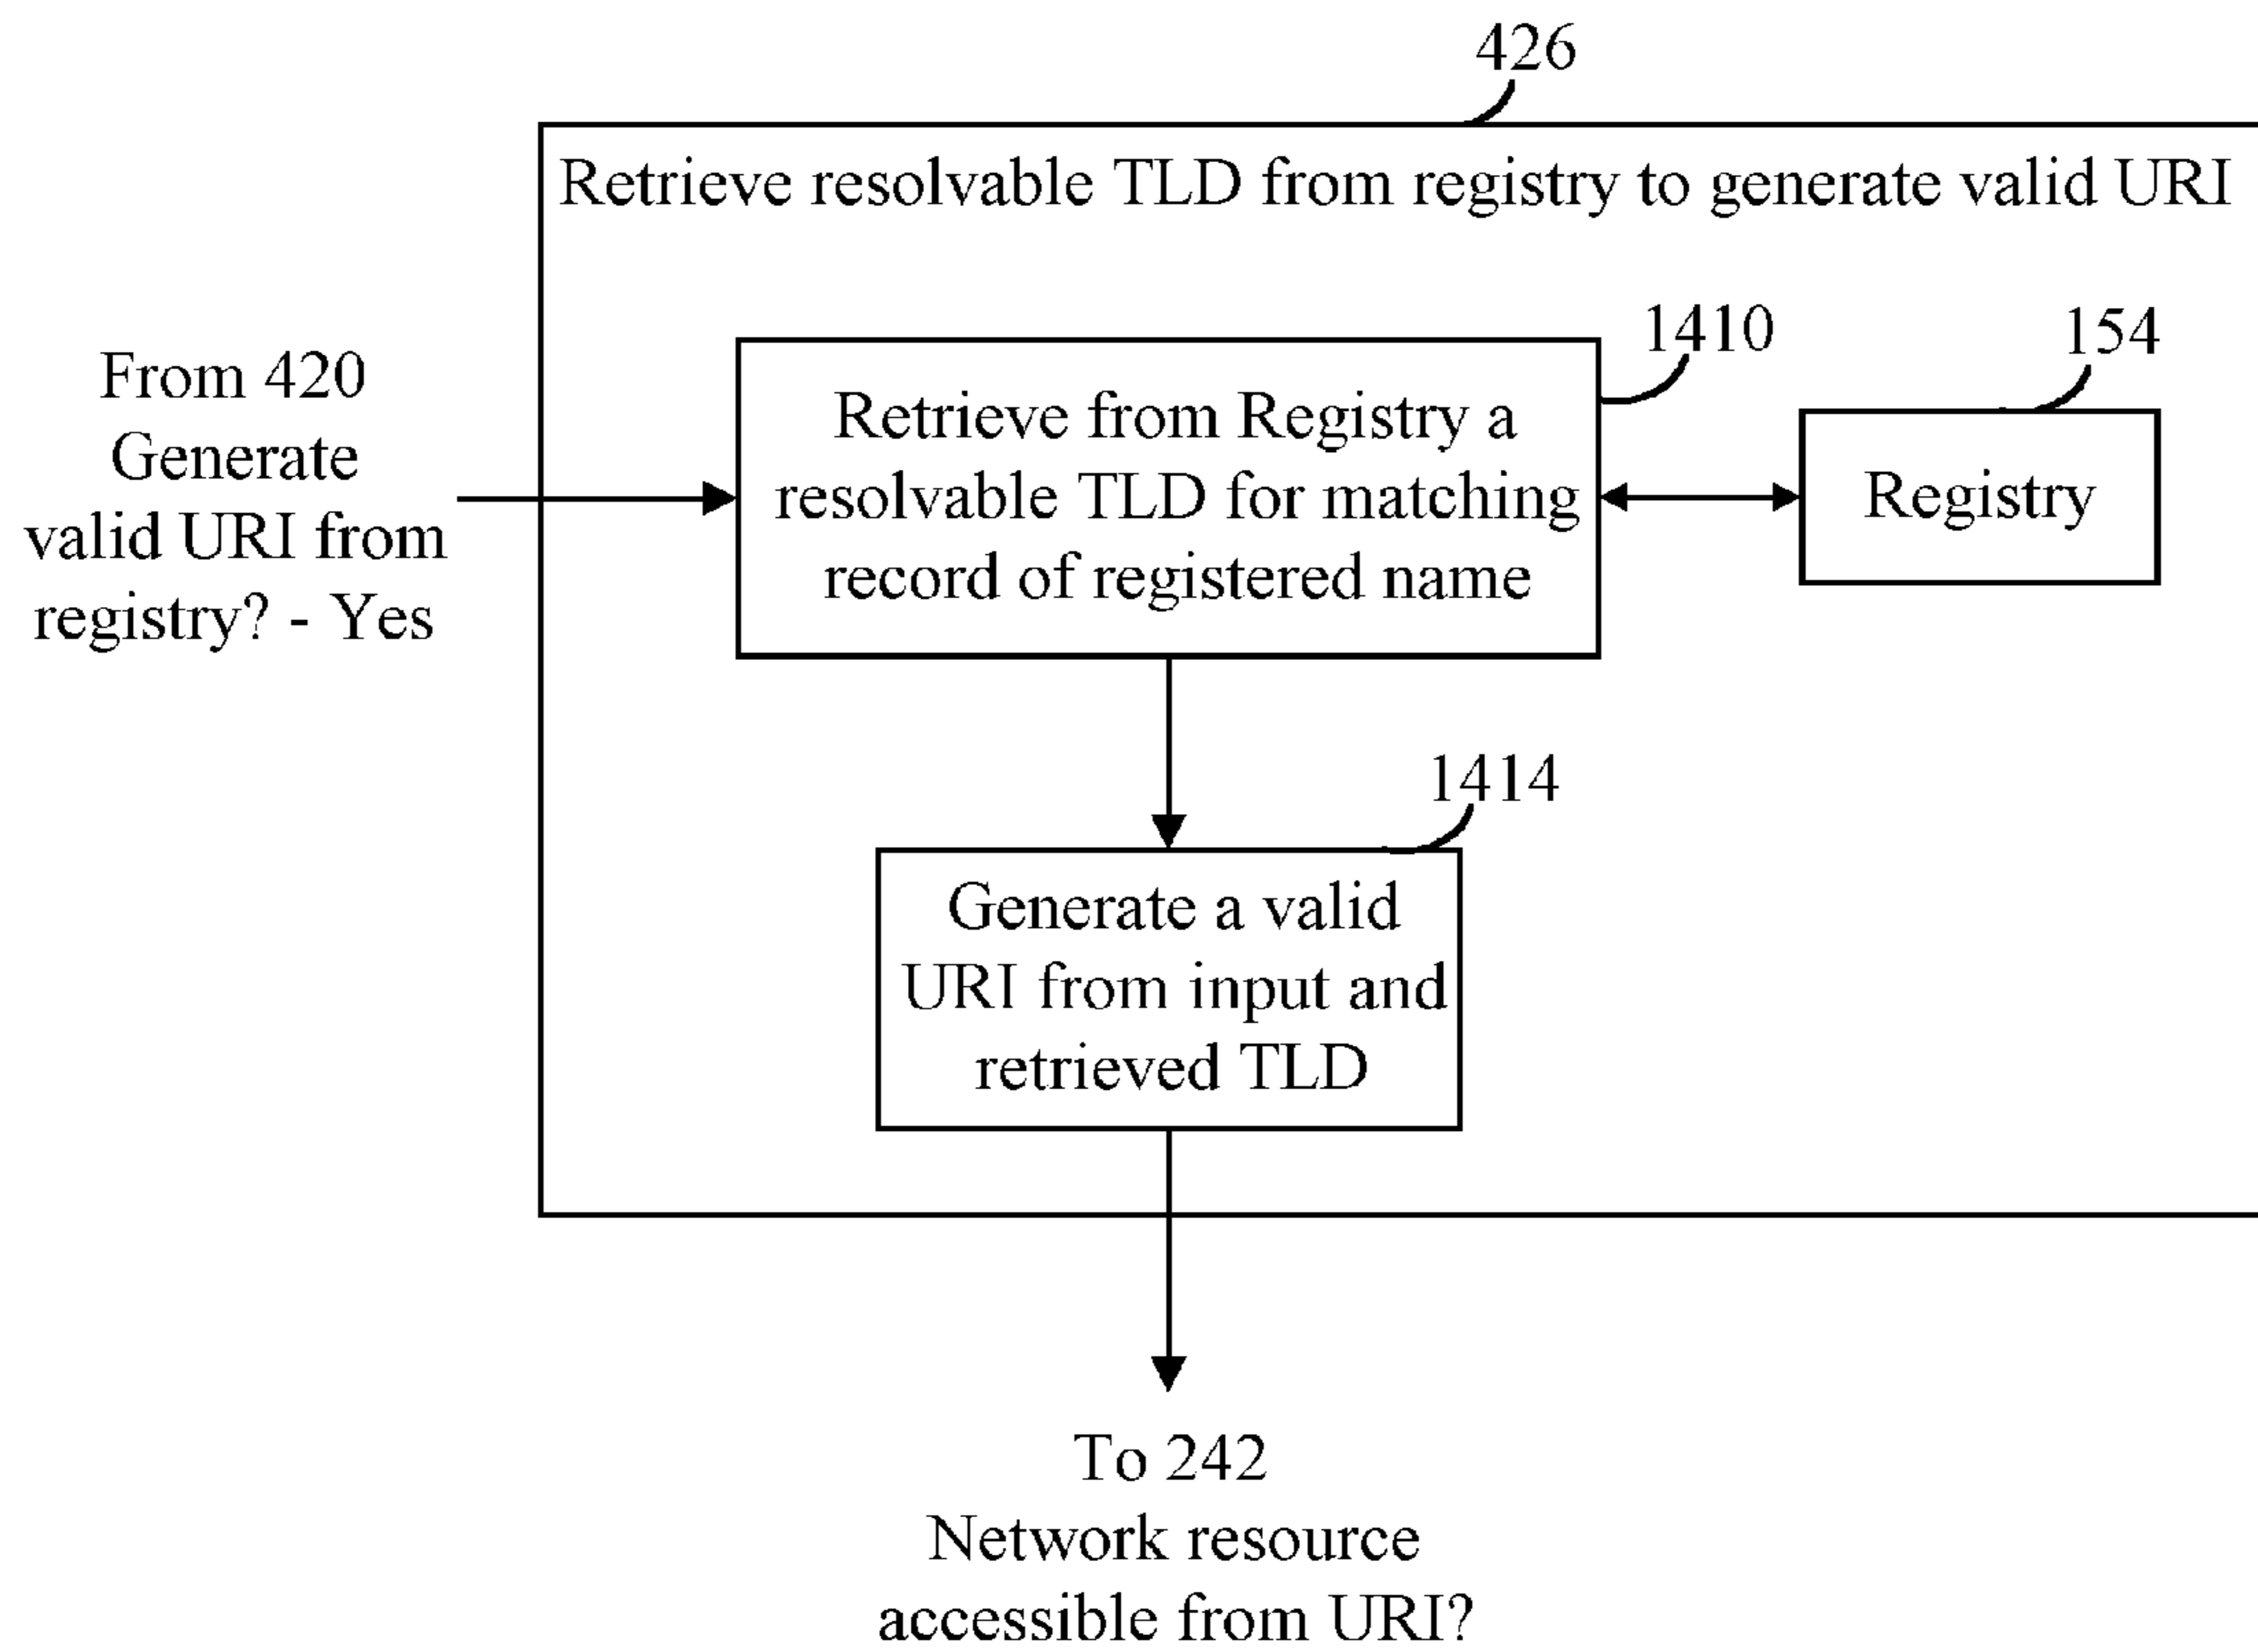 426
Retrieve resolvable TLD from registry to generate valid URI
1410
154
From 420
Generate
valid URI from
registry? - Yes
Retrieve from Registry a
resolvable TLD for matching
record of registered name
Registry
1414
Generate a valid
URI from input and
retrieved TLD
To 242
Network resource
accessible from URI?